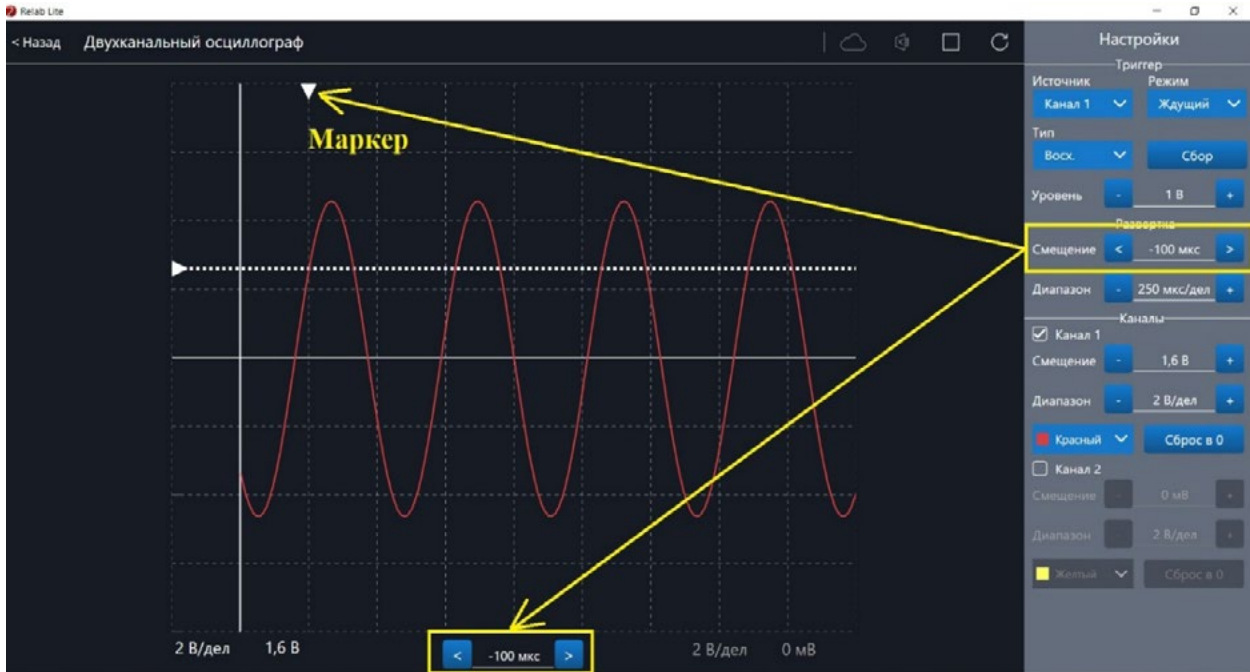 Relab Lite
< Назад Двухканальный осциллограф
Маркер
2 В/дел 1,6 В
< -100 мкс >
2 В/дел 0 мВ
Настройки
Триггер
Источник Режим
Канал 1 Ждущий
Тип
Восх. Сбор
Уровень - 1 В +
Развертка
Смещение < -100 мкс >
Диапазон - 250 мкс/дел +
Каналы
Канал 1
Смещение - 1,6 В +
Диапазон - 2 В/дел +
Красный Сброс в 0
Канал 2
Смещение - 0 мВ +
Диапазон - 2 В/дел +
Желтый Сброс в 0